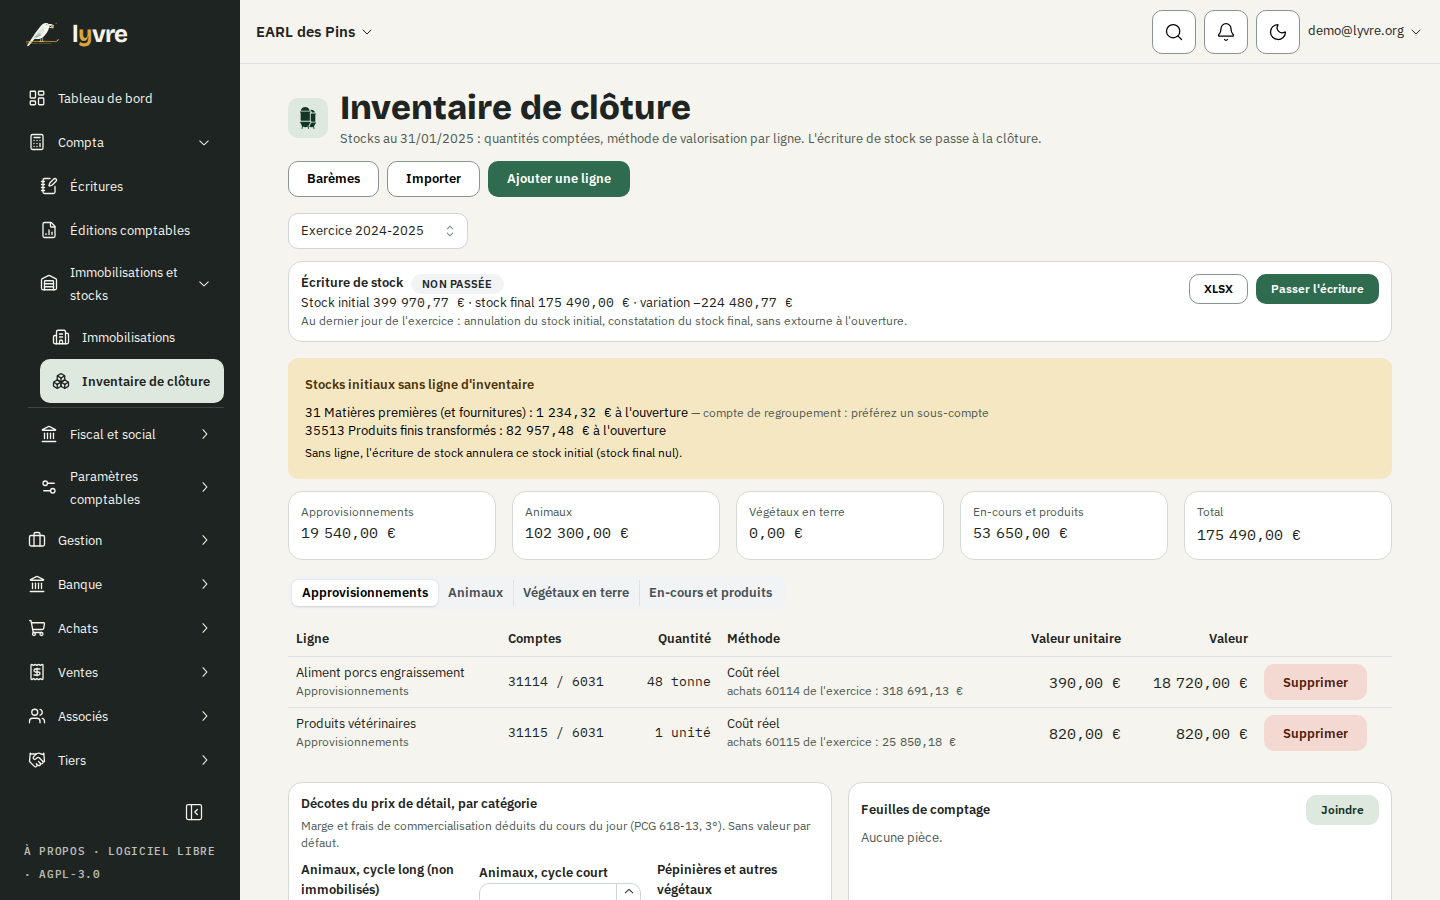 lyvre
EARL des Pins
demo@lyvre.org
Tableau de bord
Compta
Écritures
Éditions comptables
Immobilisations et
stocks
Immobilisations
Inventaire de clôture
Fiscal et social
Paramètres
comptables
Gestion
Banque
Achats
Ventes
Associés
Tiers
À PROPOS · LOGICIEL LIBRE
· AGPL-3.0
Inventaire de clôture
Stocks au 31/01/2025 : quantités comptées, méthode de valorisation par ligne. L'écriture de stock se passe à la clôture.
Barèmes
Importer
Ajouter une ligne
Exercice 2024-2025
Écriture de stock NON PASSÉE
XLSX
Passer l'écriture
Stock initial 399 970,77 € · stock final 175 490,00 € · variation −224 480,77 €
Au dernier jour de l'exercice : annulation du stock initial, constatation du stock final, sans extourne à l'ouverture.
Stocks initiaux sans ligne d'inventaire
31 Matières premières (et fournitures) : 1 234,32 € à l'ouverture — compte de regroupement : préférez un sous-compte
35513 Produits finis transformés : 82 957,48 € à l'ouverture
Sans ligne, l'écriture de stock annulera ce stock initial (stock final nul).
Approvisionnements
19 540,00 €
Animaux
102 300,00 €
Végétaux en terre
0,00 €
En-cours et produits
53 650,00 €
Total
175 490,00 €
Approvisionnements Animaux Végétaux en terre En-cours et produits
Ligne Comptes Quantité Méthode Valeur unitaire Valeur
Aliment porcs engraissement
Approvisionnements
31114 / 6031
48 tonne
Coût réel
achats 60114 de l'exercice : 318 691,13 €
390,00 €
18 720,00 €
Supprimer
Produits vétérinaires
Approvisionnements
31115 / 6031
1 unité
Coût réel
achats 60115 de l'exercice : 25 850,18 €
820,00 €
820,00 €
Supprimer
Décotes du prix de détail, par catégorie
Marge et frais de commercialisation déduits du cours du jour (PCG 618-13, 3°). Sans valeur par
défaut.
Animaux, cycle long (non
immobilisés)
Animaux, cycle court
Pépinières et autres
végétaux
Feuilles de comptage
Joindre
Aucune pièce.